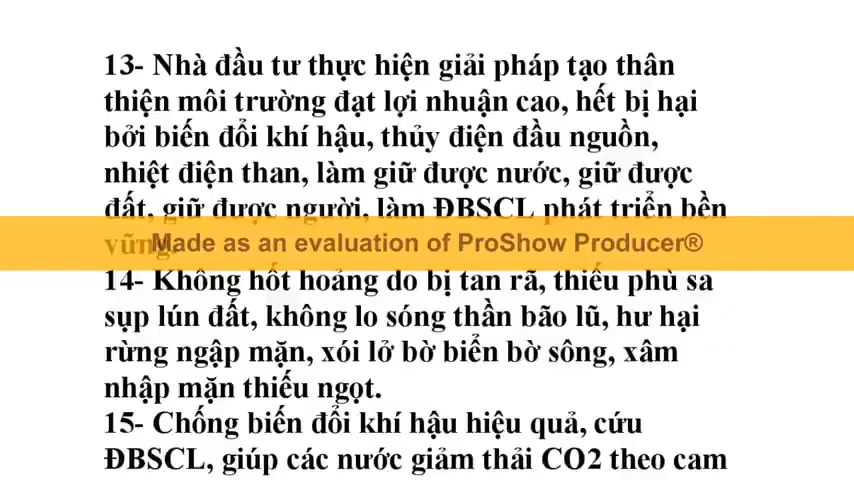 13- Nhà đầu tư thực hiện giải pháp tạo thân
thiện môi trường đạt lợi nhuận cao, hết bị hại
bởi biến đổi khí hậu, thủy điện đầu nguồn,
nhiệt điện than, làm giữ được nước, giữ được
đất, giữ được người, làm ĐBSCL phát triển bền
vững.
Made as an evaluation of ProShow Producer®
14- Không hốt hoảng do bị tan rã, thiếu phù sa
sụp lún đất, không lo sóng thần bão lũ, hư hại
rừng ngập mặn, xói lở bờ biển bờ sông, xâm
nhập mặn thiếu ngọt.
15- Chống biến đổi khí hậu hiệu quả, cứu
ĐBSCL, giúp các nước giảm thải CO2 theo cam